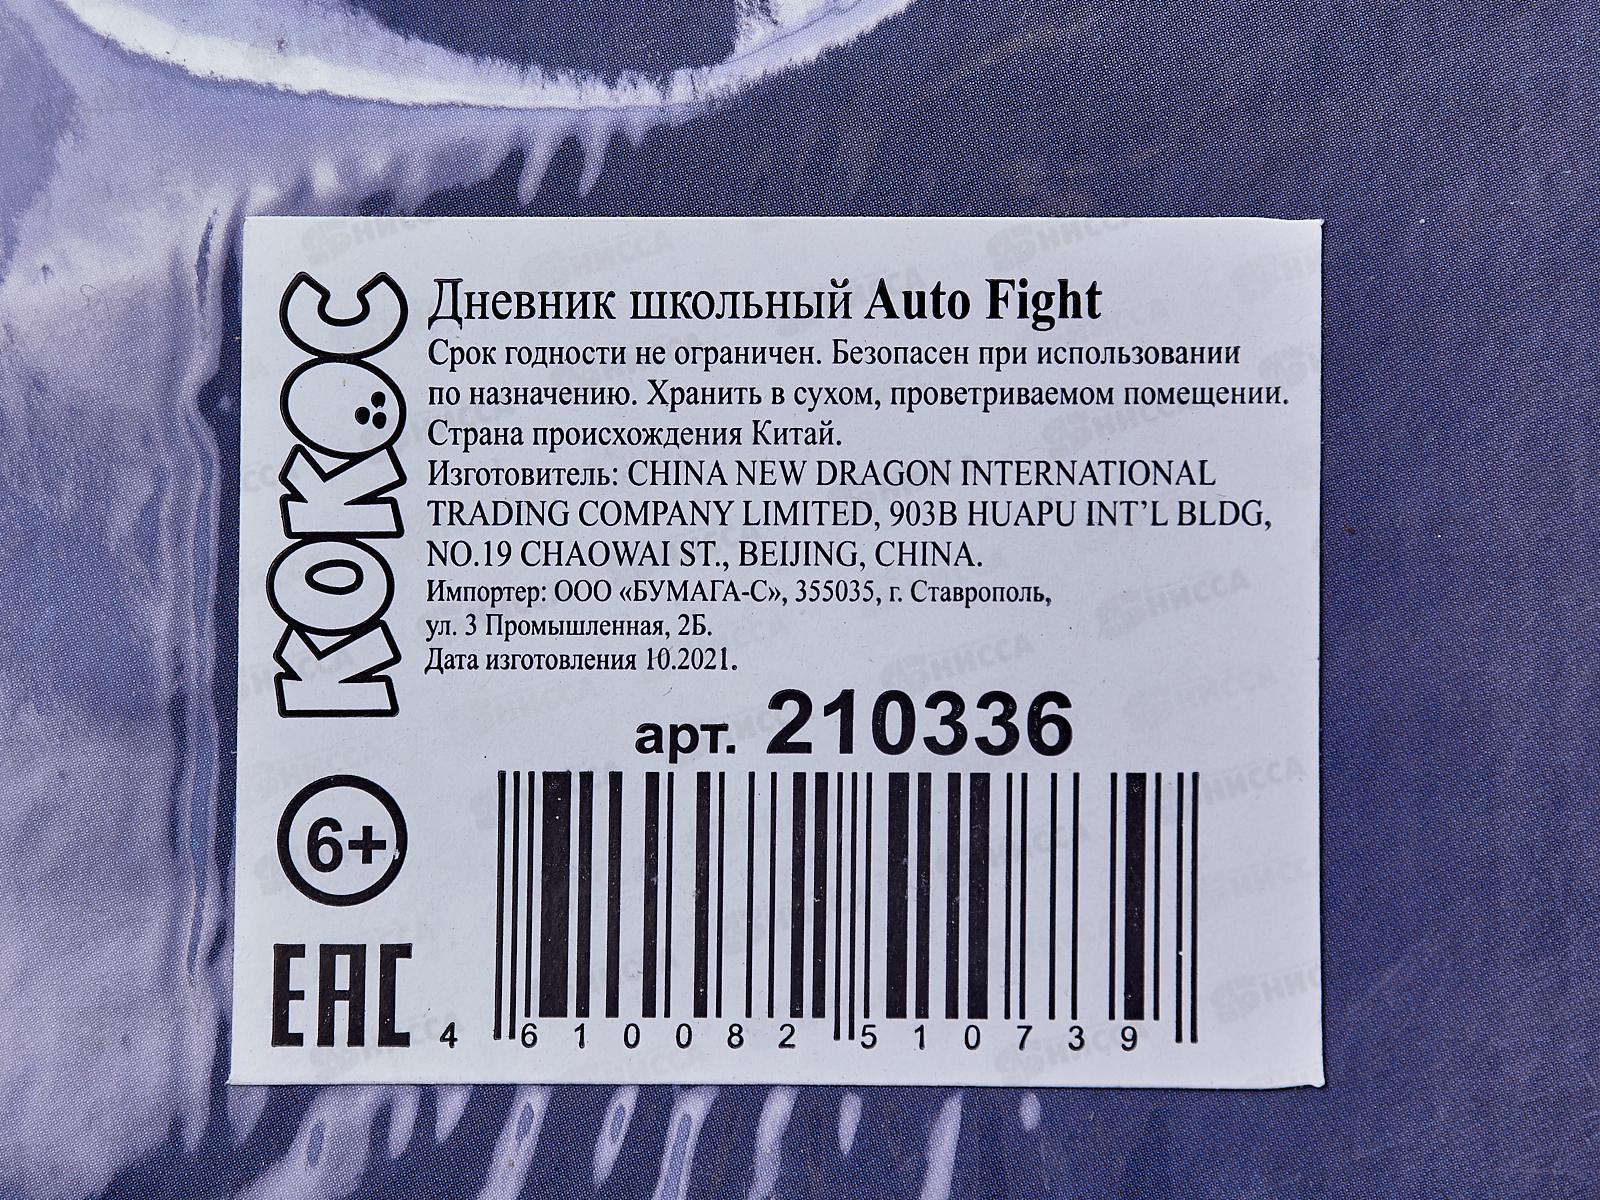 КОКОС
Дневник школьный Auto Fight
Срок годности не ограничен. Безопасен при использовании
по назначению. Хранить в сухом, проветриваемом помещении.
Страна происхождения Китай.
Изготовитель: CHINA NEW DRAGON INTERNATIONAL
TRADING COMPANY LIMITED, 903B HUAPU INT'L BLDG,
NO.19 CHAOWAI ST., BEIJING, CHINA.
Импортер: ООО «БУМАГА-С», 355035, г. Ставрополь,
ул. 3 Промышленная, 2Б.
Дата изготовления 10.2021.
арт. 210336
6+
EAC
4 610082 510739